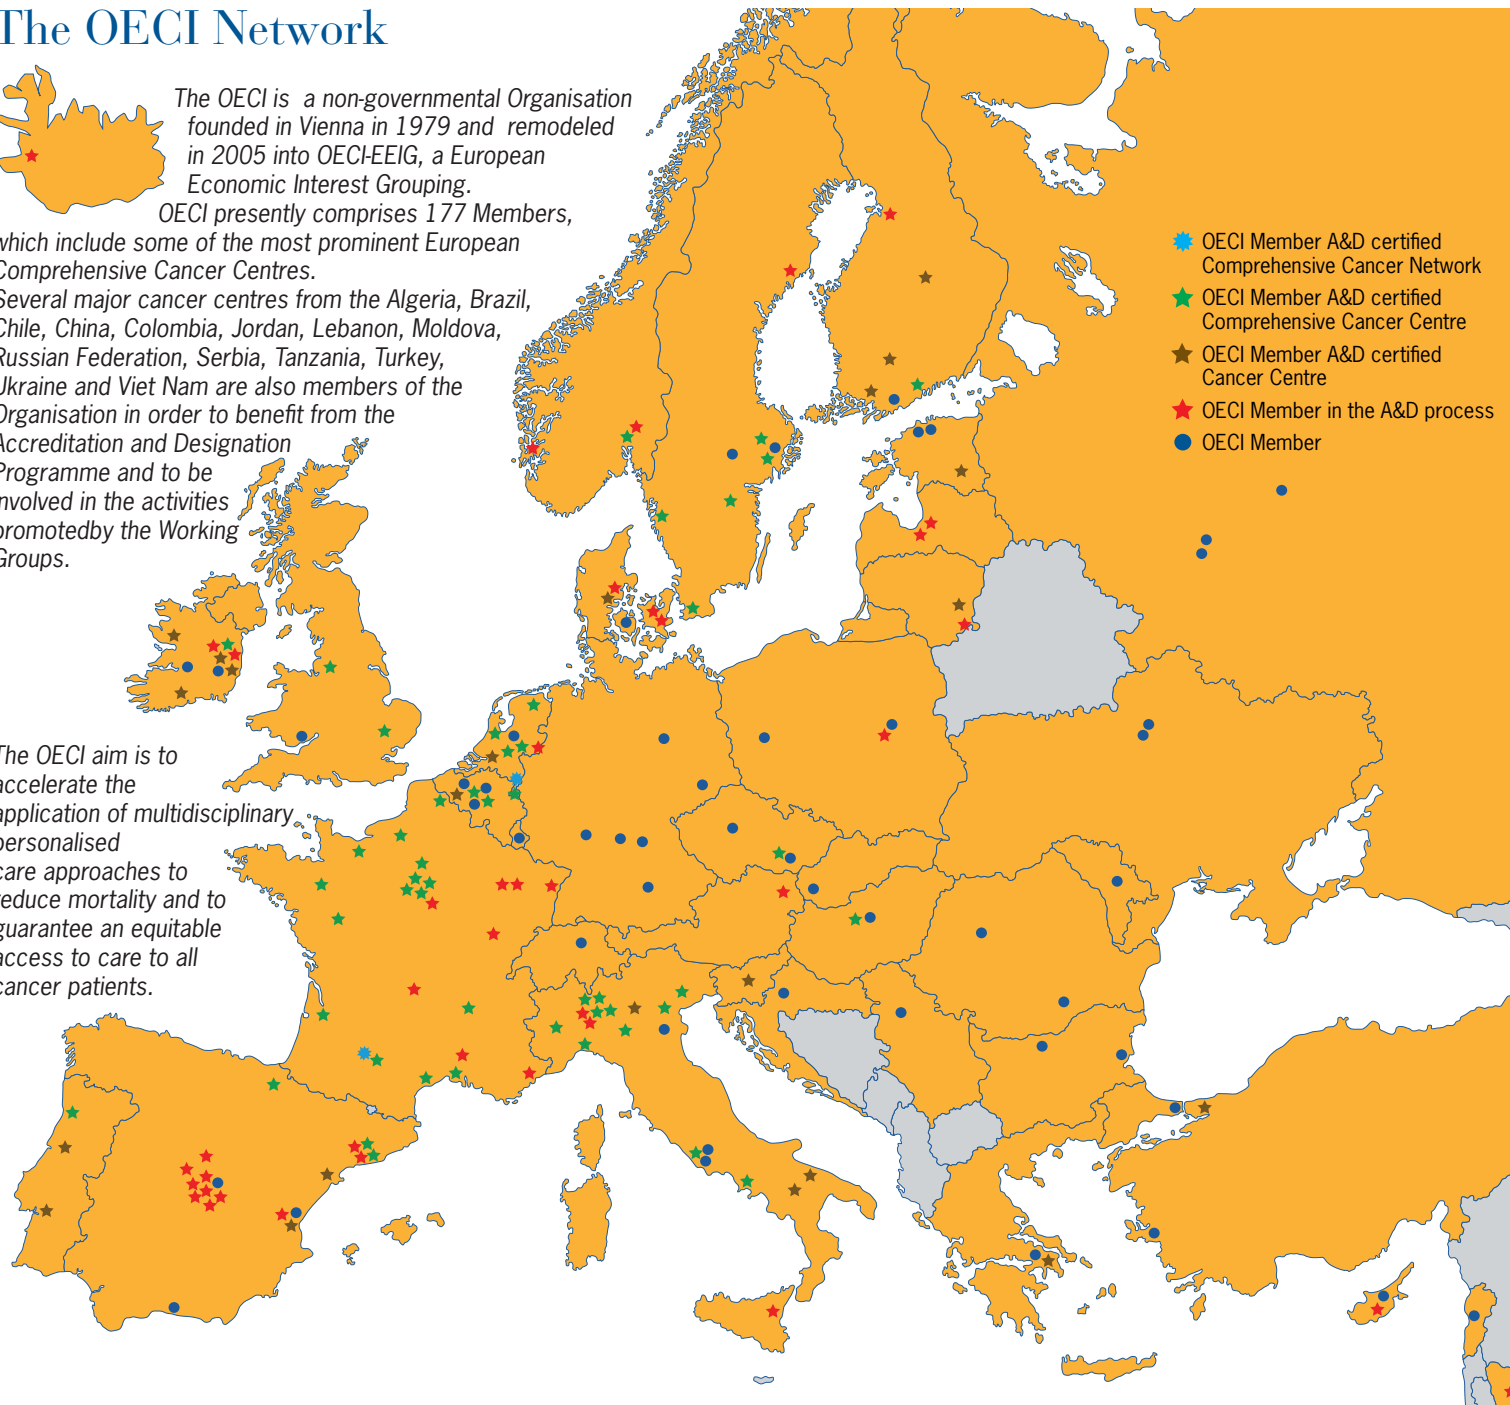 The OECI Network
The OECI is a non-governmental Organisation
founded in Vienna in 1979 and remodeled
in 2005 into OECI-EEIG, a European
Economic Interest Grouping.
OECI presently comprises 177 Members,
which include some of the most prominent European
Comprehensive Cancer Centres.
Several major cancer centres from the Algeria, Brazil,
Chile, China, Colombia, Jordan, Lebanon, Moldova,
Russian Federation, Serbia, Tanzania, Turkey,
Ukraine and Viet Nam are also members of the
Organisation in order to benefit from the
Accreditation and Designation
Programme and to be
involved in the activities
promotedby the Working
Groups.
The OECI aim is to
accelerate the
application of multidisciplinary
personalised
care approaches to
reduce mortality and to
guarantee an equitable
access to care to all
cancer patients.
OECI Member A&D certified
Comprehensive Cancer Network
OECI Member A&D certified
Comprehensive Cancer Centre
OECI Member A&D certified
Cancer Centre
OECI Member in the A&D process
OECI Member